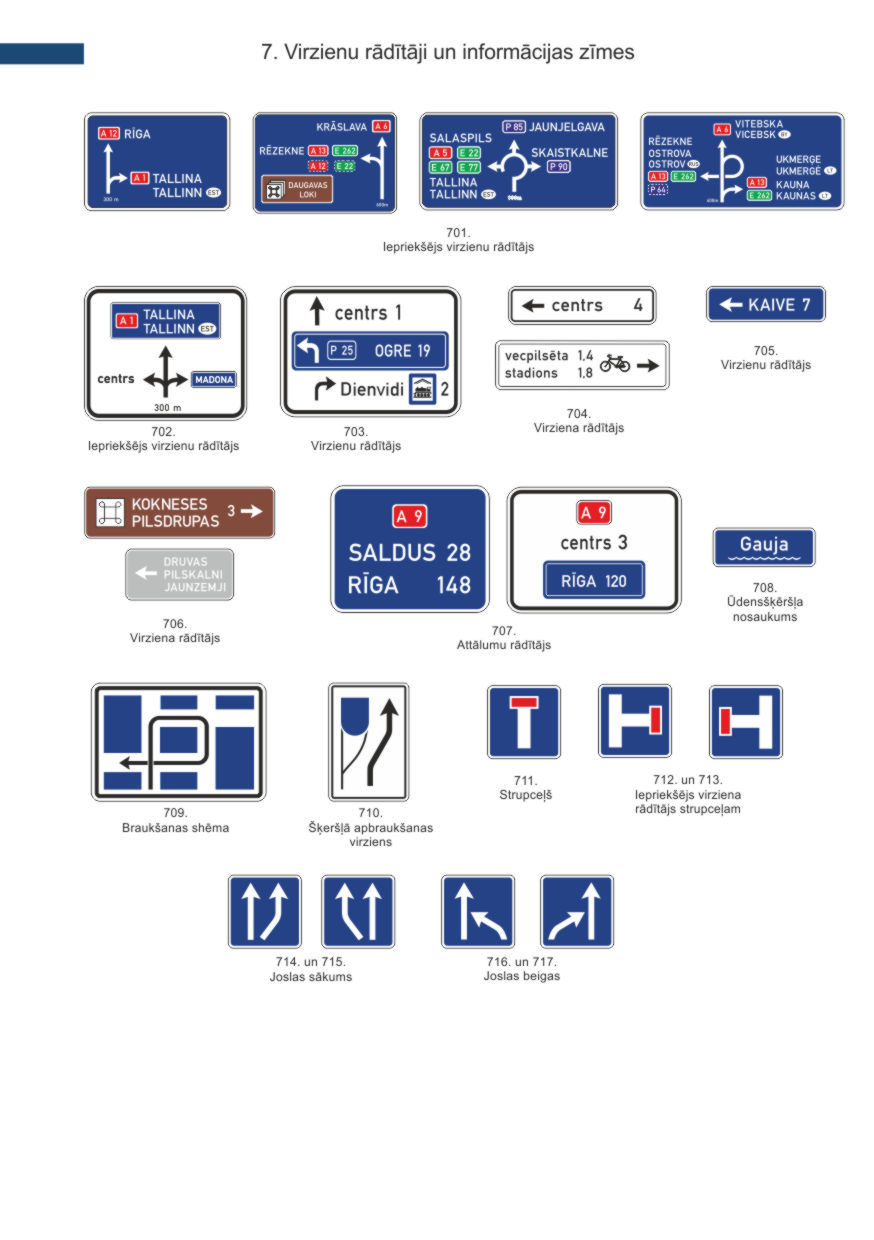 7. Virzienu rādītāji un informācijas zīmes
A 12 RĪGA
A 1 TALLINA
TALLINN EST
300 m
KRĀSLAVA A 6
RĒZEKNE A 13 E 262
A 12 E 22
DAUGAVAS
LOKI
600m
P 85 JAUNJELGAVA
SALASPILS
A 5 E 22
E 67 E 77
TALLINA
TALLINN EST
SKAISTKALNE
P 90
A 6 VITEBSKA
VICEBSK
RĒZEKNE
OSTROVA
OSTROV RUS
A 13 E 262
P 64
UKMERGE
UKMERGĖ LT
A 13 KAUŅA
E 262 KAUNAS LT
701.
Iepriekšējs virzienu rādītājs
A 1 TALLINA
TALLINN EST
centrs
MADONA
300 m
702.
Iepriekšējs virzienu rādītājs
centrs 1
P 25 OGRE 19
Dienvidi 2
703.
Virzienu rādītājs
centrs 4
vecpilsēta 1.4
stadions 1.8
704.
Virziena rādītājs
KAIVE 7
705.
Virzienu rādītājs
KOKNESES
PILSDRUPAS 3
DRUVAS
PILSKALNI
JAUNZEMJI
706.
Virziena rādītājs
A 9
SALDUS 28
RĪGA 148
A 9
centrs 3
RĪGA 120
707.
Attālumu rādītājs
Gauja
708.
Ūdensšķēršļa
nosaukums
709.
Braukšanas shēma
710.
Šķeršļā apbraukšanas
virziens
711.
Strupceļš
712. un 713.
Iepriekšējs virziena
rādītājs strupceļam
714. un 715.
Joslas sākums
716. un 717.
Joslas beigas